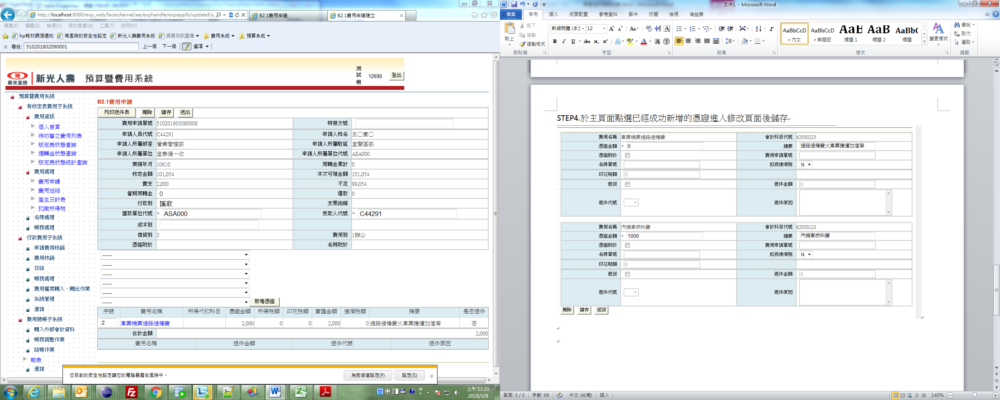 http://localhost:8080/exp_web/faces/kernel/ae/exphandle/expapplb/updateExp
B2.1費用申請
B2.1費用申請建立
檔案(F) 編輯(E) 檢視(V) 我的最愛(A) 工具(T) 說明(H)
hp耗材調漲通知 有風險的安全性設定 新光人壽費用系統 網頁快訊圖庫 費用系統 預算系統
尋找: 510201802090001 上一個 下一個 選項
新光金控 新光人壽 預算暨費用系統
測試機 12690 登出
預算暨費用系統
有核定表費用子系統
費用資訊
個人首頁
待初審之費用列表
核定表狀態查詢
週轉金狀態查詢
核定表狀態統計查詢
費用處理
費用申請
費用送結
產生日計表
扣繳所得稅
名冊處理
帳務處理
行政費用子系統
申請費用核銷
費用核銷
日結
帳務處理
費用檔案轉入、轉出作業
系統管理
查詢
費用總帳子系統
轉入外部會計資料
帳務調整作業
結帳作業
報表
查詢
B2.1費用申請
列印送件表 刪除 儲存 送出
費用申請單號 510201803080008 特簽文號
申請人員代號 C44291 申請人姓名 王〇素〇
申請人所屬部室 營業管理部 申請人所屬駐區 宜蘭區部
申請人所屬單位 宜泰通一收 申請人所屬單位代號 ASA000
業績年月 10610 周轉金累計 0
核定金額 101,054 本次可領金額 101,054
實支 2,000 不足 99,054
當期周轉金 0 還款 0
付款別 匯款 支票抬頭
匯款單位代號 * ASA000 受款人代號 * C44291
成本別
借貸別 3 費用別 1辦公
憑證附於 名冊附於
-----
-----
-----
-----
-----
----- 新增憑證
序號 費用名稱 所得代扣科目 憑證金額 所得稅額 印花稅額 實匯金額 進項稅額 摘要 是否退件
2 車票機票過路過橋費 2,000 0 0 2,000 0 過路過橋費火車票捷運加值等 否
合計金額 2,000
費用名稱 退件金額 退件代號 退件原因
您目前的安全性設定讓您的電腦暴露在風險中。 為我修復設定(F) 設定(S)
中
上午 11:21
2018/3/8
文件1 - Microsoft Word
檔案 常用 插入 版面配置 參考資料 郵件 校閱 檢視 增益集
貼上 剪下 複製 複製格式
新細明體 (本文 12
AaBbCcD AaBbCcD AaBb AaB AaBbC
內文 無間距 標題 1 標題 2 標題
變更樣式
尋找 取代 選取
剪貼簿 字型 段落 樣式 編輯
STEP4.於主頁面點選已經成功新增的憑證進入修改頁面後儲存
費用名稱 車票機票過路過橋費 會計科目代號 62030223
憑證金額 * 0 摘要 過路過橋費火車票捷運加值等
憑證附於 費用申請單號
名冊單號 扣抵進項稅 N
印花稅額 0
退回 退件金額 0
退件代號 退件原因
費用名稱 汽機車燃料費 會計科目代號 62030123
憑證金額 * 1000 摘要 汽機車燃料費
憑證附於 費用申請單號
名冊單號 扣抵進項稅 N
印花稅額 0
退回 退件金額 0
退件代號 退件原因
刪除 儲存 返回
頁面: 3 / 3 字數: 68 中文 (台灣) 插入 140%